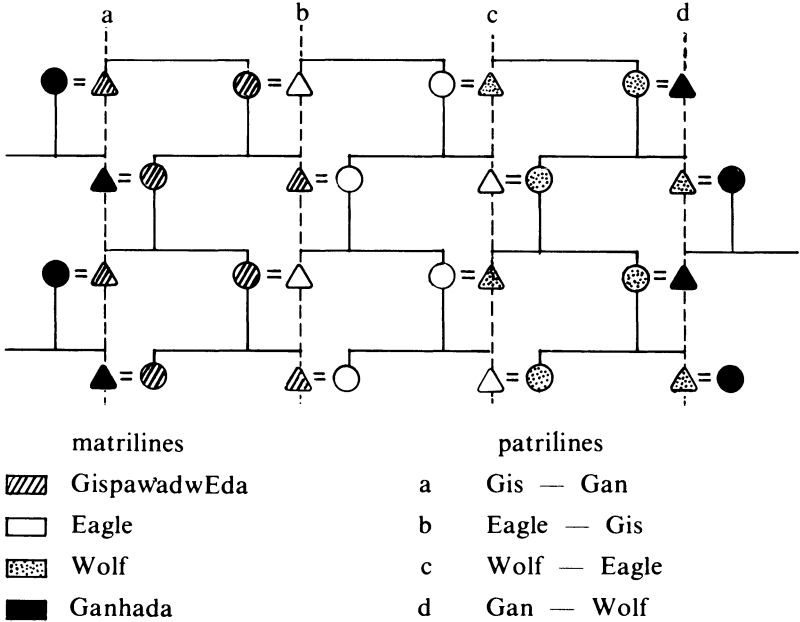 a b c d
matrilines patrilines
GispawadwEda a Gis — Gan
Eagle b Eagle — Gis
Wolf c Wolf — Eagle
Ganhada d Gan — Wolf